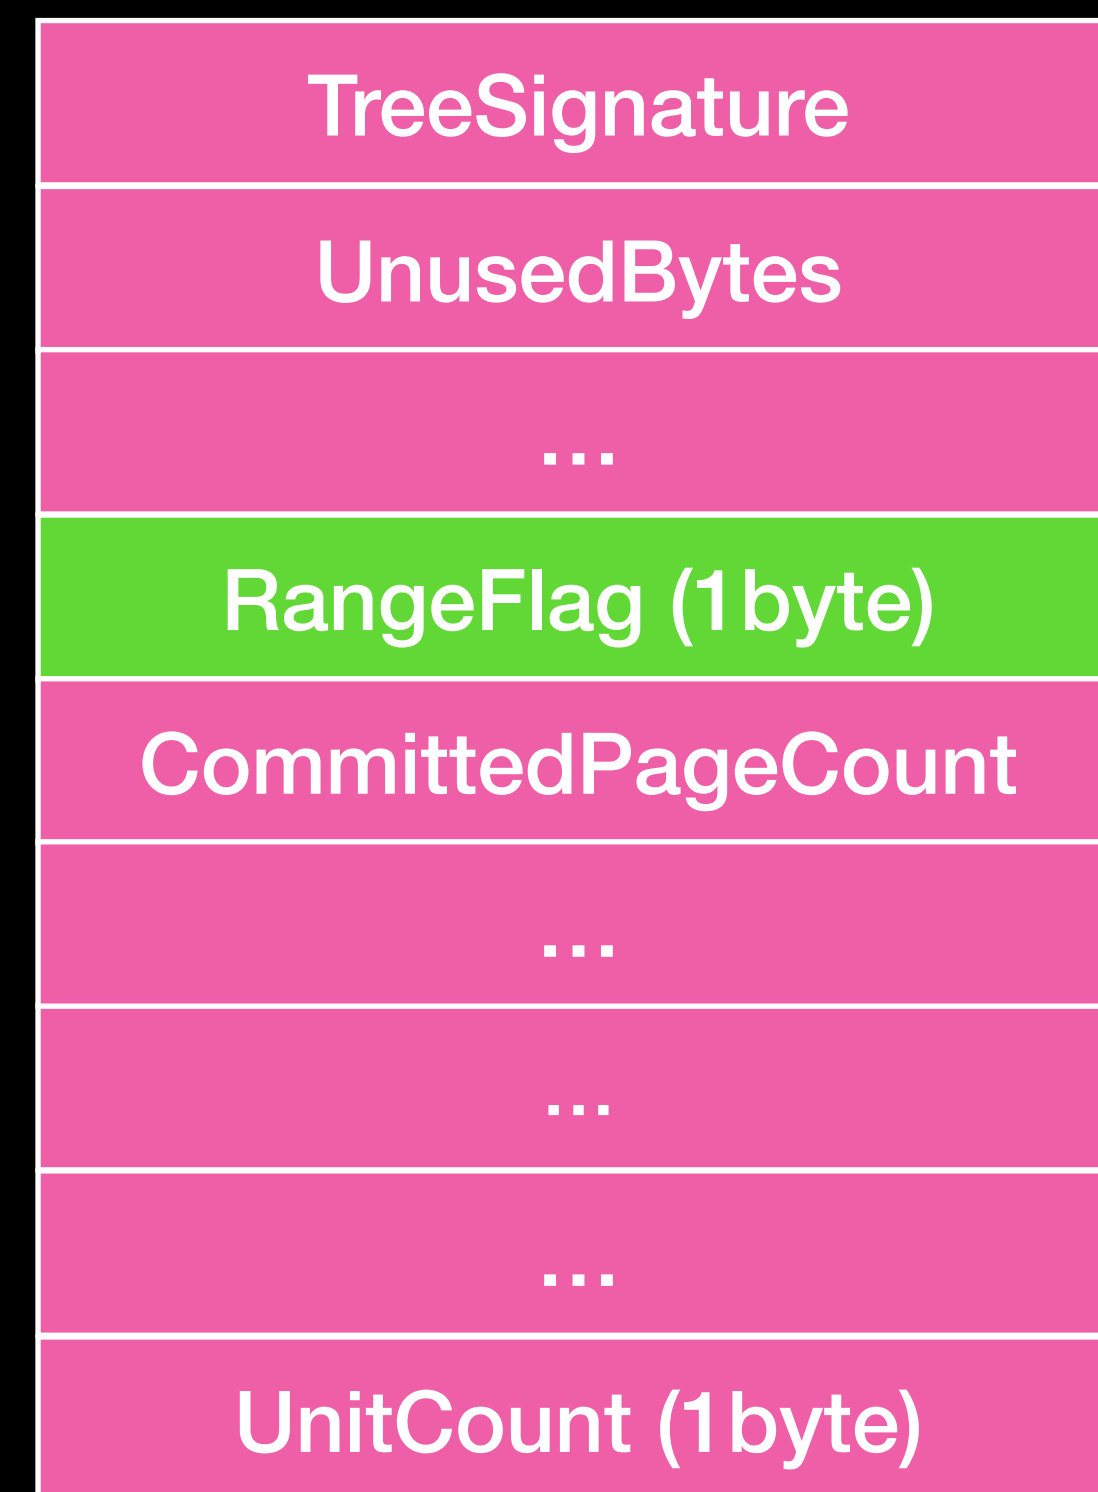 TreeSignature
UnusedBytes
...
RangeFlag (1byte)
CommittedPageCount
...
...
...
UnitCount (1byte)